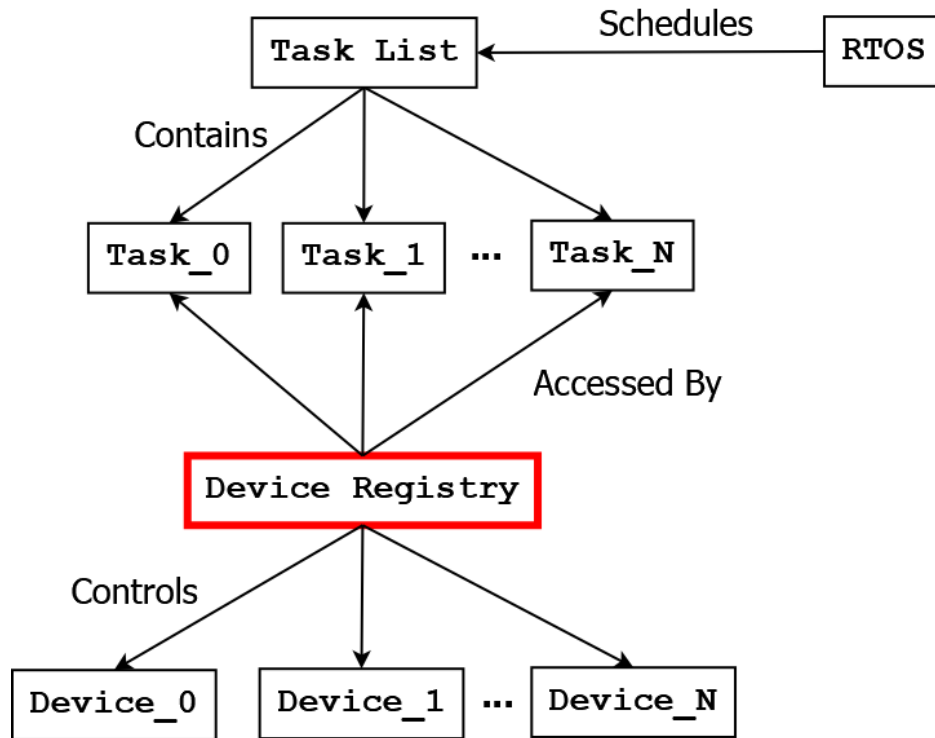 Schedules
Task List
RTOS
Contains
Task_0
Task_1
...
Task_N
Accessed By
Device Registry
Controls
Device_0
Device_1
...
Device_N